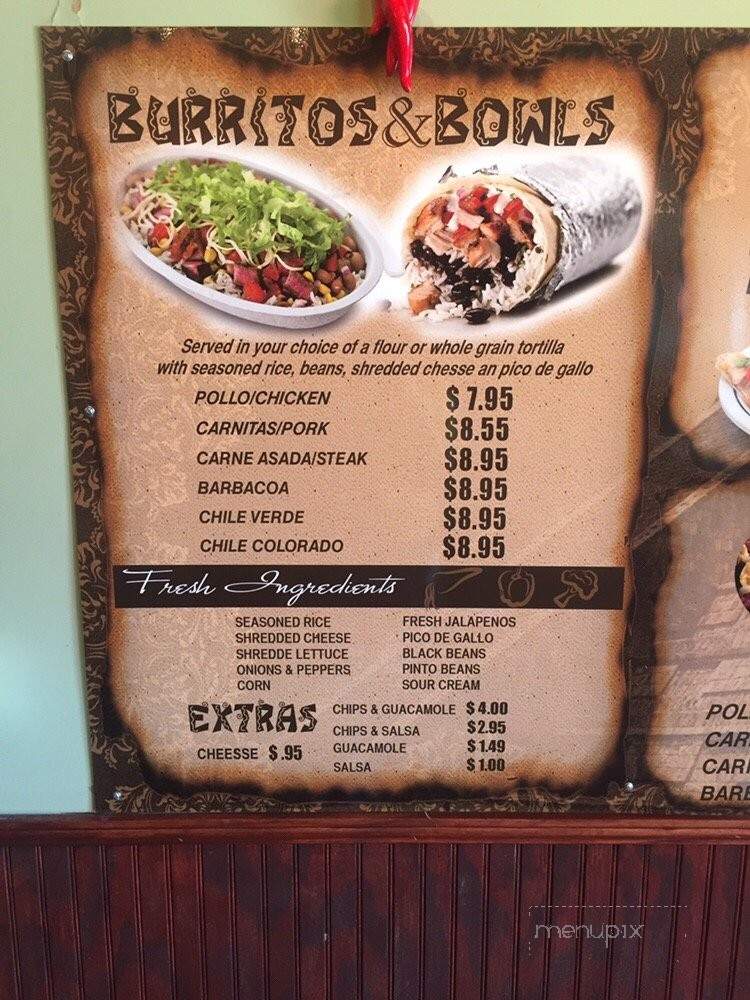 BURRITOS&BOWLS
Served in your choice of a flour or whole grain tortilla
with seasoned rice, beans, shredded chesse an pico de gallo
POLLO/CHICKEN $ 7.95
CARNITAS/PORK $8.55
CARNE ASADA/STEAK $8.95
BARBACOA $8.95
CHILE VERDE $8.95
CHILE COLORADO $8.95
Fresh Ingredients
SEASONED RICE FRESH JALAPENOS
SHREDDED CHEESE PICO DE GALLO
SHREDDE LETTUCE BLACK BEANS
ONIONS & PEPPERS PINTO BEANS
CORN SOUR CREAM
EXTRAS
CHEESSE $.95
CHIPS & GUACAMOLE $ 4.00
CHIPS & SALSA $2.95
GUACAMOLE $ 1.49
SALSA $ 1.00
POL
CAR
CAR
BARB
menupix